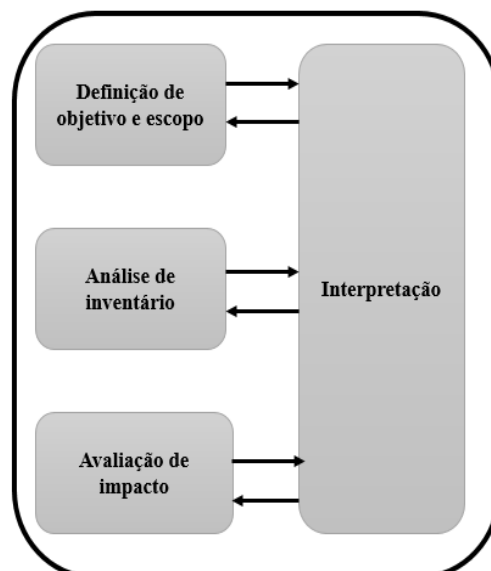 Definição de
objetivo e escopo
Análise de
inventário
Interpretação
Avaliação de
impacto